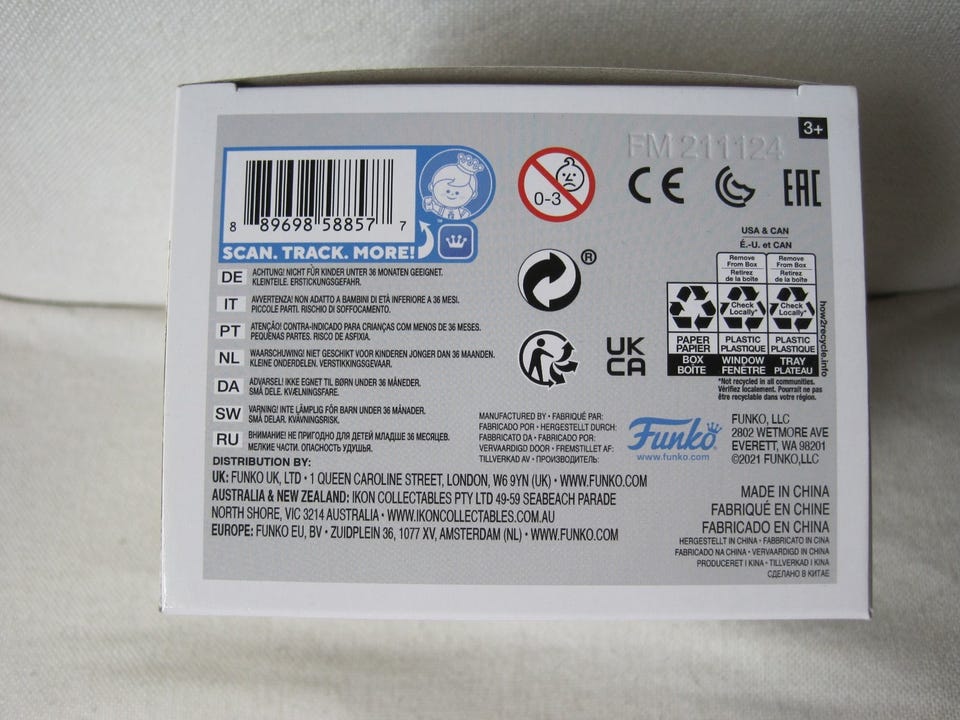 3+
FM 211124
8 89698 58857 7
SCAN. TRACK. MORE!
0-3
CE
EAC
®
UK
CA
USA & CAN
É.-U. et CAN
Remove From Box
Retirez de la boîte
Remove From Box
Retirez de la boîte
Check Locally*
Check Locally*
PAPER
PAPIER
PLASTIC
PLASTIQUE
PLASTIC
PLASTIQUE
BOX
BOÎTE
WINDOW
FENÊTRE
TRAY
PLATEAU
how2recycle.info
*Not recycled in all communities.
Vérifiez localement. Pourrait ne pas
être recyclable dans votre région.
DE ACHTUNG! NICHT FÜR KINDER UNTER 36 MONATEN GEEIGNET.
KLEINTEILE. ERSTICKUNGSGEFAHR.
IT AVVERTENZA! NON ADATTO A BAMBINI DI ETÀ INFERIORE A 36 MESI.
PICCOLE PARTI. RISCHIO DI SOFFOCAMENTO.
PT ATENÇÃO! CONTRA-INDICADO PARA CRIANÇAS COM MENOS DE 36 MESES.
PEQUENAS PARTES. RISCO DE ASFIXIA.
NL WAARSCHUWING! NIET GESCHIKT VOOR KINDEREN JONGER DAN 36 MAANDEN.
KLEINE ONDERDELEN. VERSTIKKINGSGEVAAR.
DA ADVARSEL! IKKE EGNET TIL BØRN UNDER 36 MÅNEDER.
SMÅ DELE. KVÆLNINGSFARE.
SW VARNING! INTE LÄMPLIG FÖR BARN UNDER 36 MÅNADER.
SMÅ DELAR. KVÄVNINGSRISK.
RU ВНИМАНИЕ! НЕ ПРИГОДНО ДЛЯ ДЕТЕЙ МЛАДШЕ 36 МЕСЯЦЕВ.
МЕЛКИЕ ЧАСТИ. ОПАСНОСТЬ УДУШЬЯ.
MANUFACTURED BY • FABRIQUÉ PAR:
FABRICADO POR • HERGESTELLT DURCH:
FABBRICATO DA • FABRICADO POR:
VERVAARDIGD DOOR • FREMSTILLET AF:
TILLVERKAD AV • ПРОИЗВОДИТЕЛЬ:
Funko®
www.funko.com
FUNKO, LLC
2802 WETMORE AVE
EVERETT, WA 98201
©2021 FUNKO,LLC
DISTRIBUTION BY:
UK: FUNKO UK, LTD • 1 QUEEN CAROLINE STREET, LONDON, W6 9YN (UK) • WWW.FUNKO.COM
AUSTRALIA & NEW ZEALAND: IKON COLLECTABLES PTY LTD 49-59 SEABEACH PARADE
NORTH SHORE, VIC 3214 AUSTRALIA • WWW.IKONCOLLECTABLES.COM.AU
EUROPE: FUNKO EU, BV • ZUIDPLEIN 36, 1077 XV, AMSTERDAM (NL) • WWW.FUNKO.COM
MADE IN CHINA
FABRIQUÉ EN CHINE
FABRICADO EN CHINA
HERGESTELLT IN CHINA • FABBRICATO IN CINA
FABRICADO NA CHINA • VERVAARDIGD IN CHINA
PRODUCERET I KINA • TILLVERKAD I KINA
СДЕЛАНО В КИТАЕ